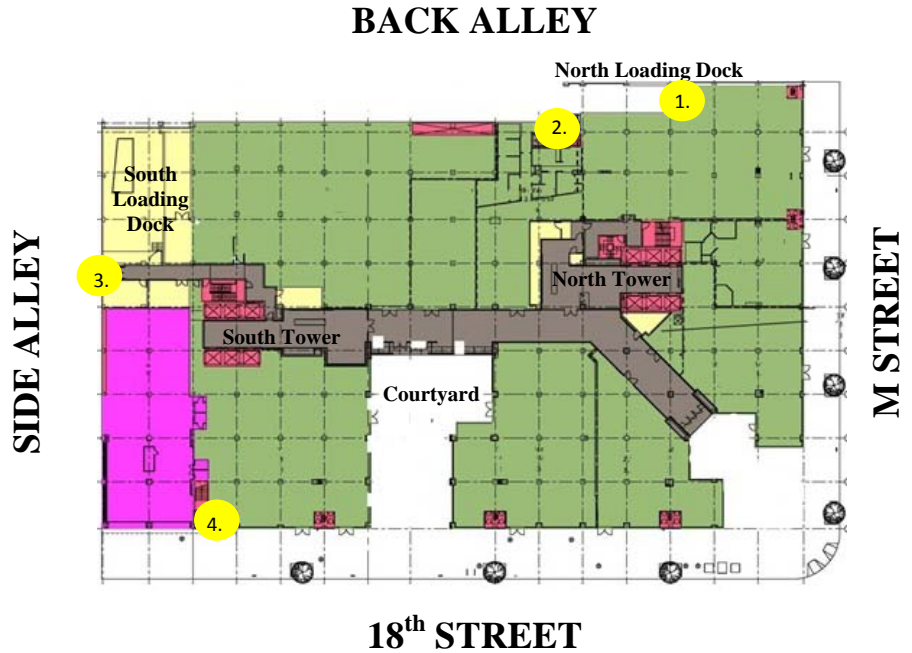 BACK ALLEY
North Loading Dock
1.
2.
South
Loading
Dock
SIDE ALLEY
3.
North Tower
M STREET
South Tower
Courtyard
4.
18th STREET